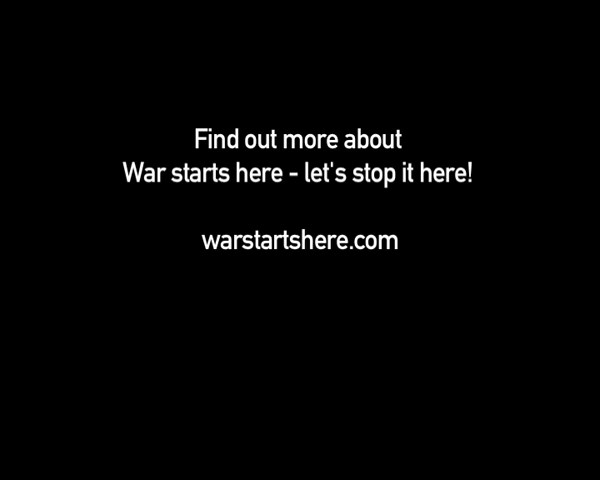 Find out more about
War starts here - let's stop it here!
warstartshere.com